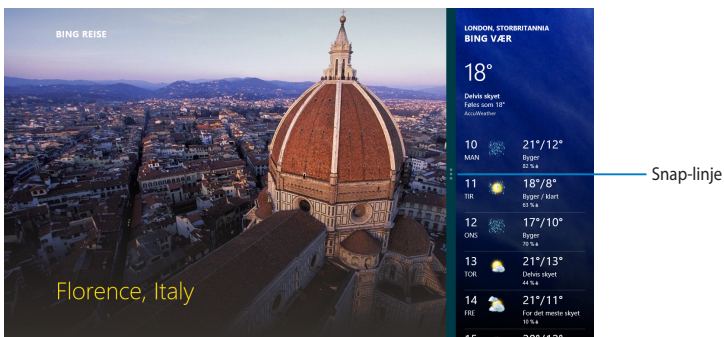 BING REISE
Florence, Italy
LONDON, STORBRITANNIA
BING VÆR
18°
Delvis skyet
Føles som 18°
AccuWeather
10 21°/12°
MAN Byger
82 %
11 18°/8°
TIR Byger / klart
63 %
12 17°/10°
ONS Byger
70 %
13 21°/13°
TOR Delvis skyet
44 %
14 21°/11°
FRE For det meste skyet
10 %
Snap-linje